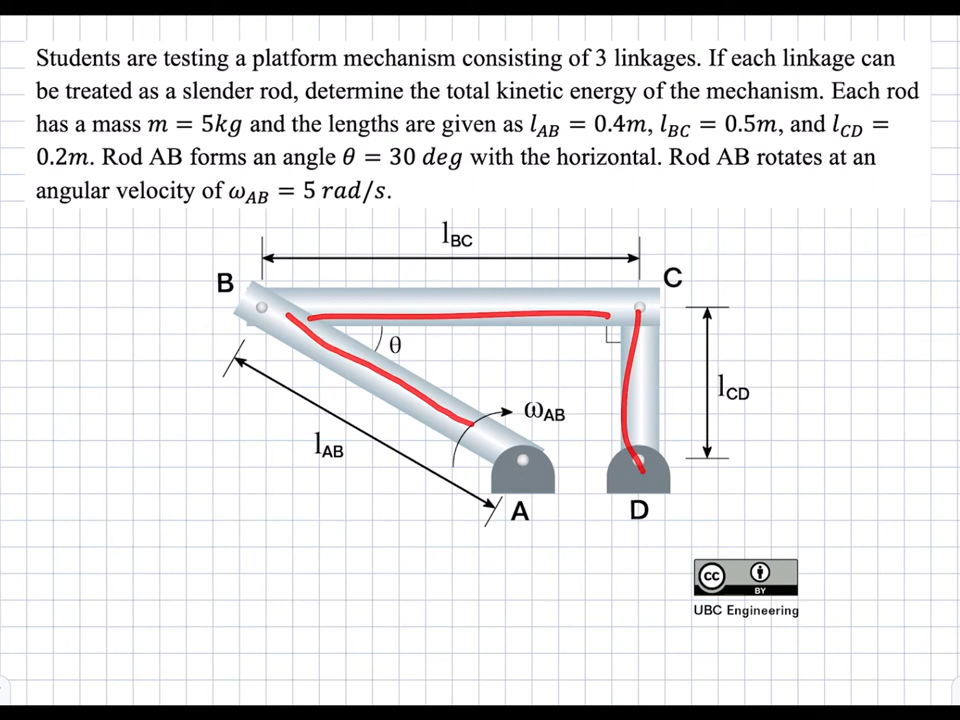 Students are testing a platform mechanism consisting of 3 linkages. If each linkage can
be treated as a slender rod, determine the total kinetic energy of the mechanism. Each rod
has a mass m = 5kg and the lengths are given as l_AB = 0.4m, l_BC = 0.5m, and l_CD =
0.2m. Rod AB forms an angle θ = 30 deg with the horizontal. Rod AB rotates at an
angular velocity of ω_AB = 5 rad/s.
l_BC
B
C
θ
l_CD
ω_AB
l_AB
A
D
cc BY
UBC Engineering